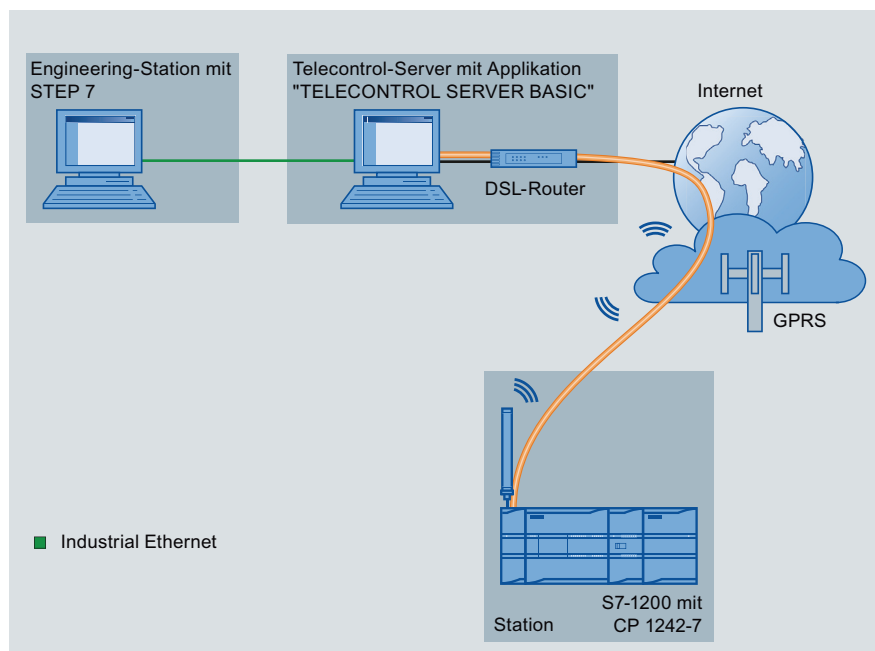 Engineering-Station mit
STEP 7
Telecontrol-Server mit Applikation
"TELECONTROL SERVER BASIC"
Internet
DSL-Router
GPRS
Industrial Ethernet
Station
S7-1200 mit
CP 1242-7